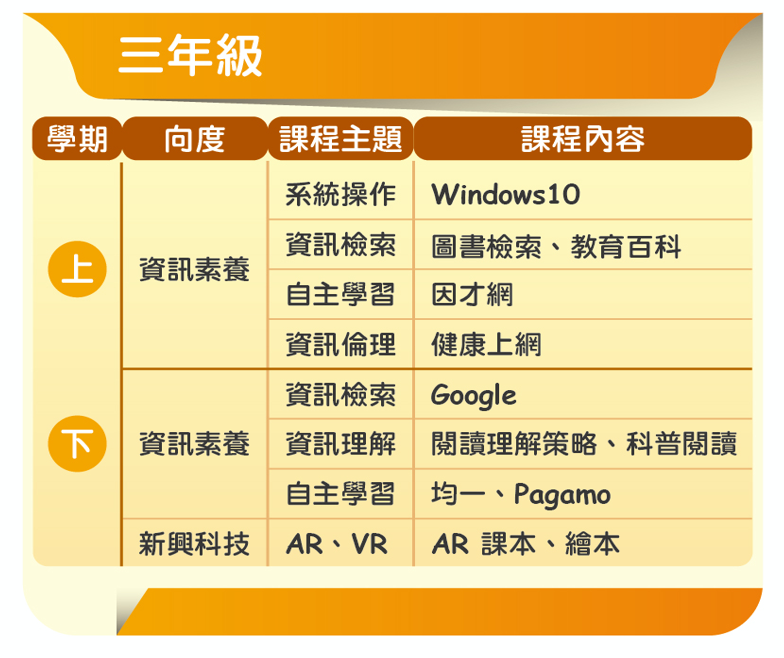 三年級
學期 向度 課程主題 課程內容
上 資訊素養 系統操作 Windows10
資訊檢索 圖書檢索、教育百科
自主學習 因才網
資訊倫理 健康上網
下 資訊素養 資訊檢索 Google
資訊理解 閱讀理解策略、科普閱讀
自主學習 均一、Pagamo
新興科技 AR、VR AR 課本、繪本